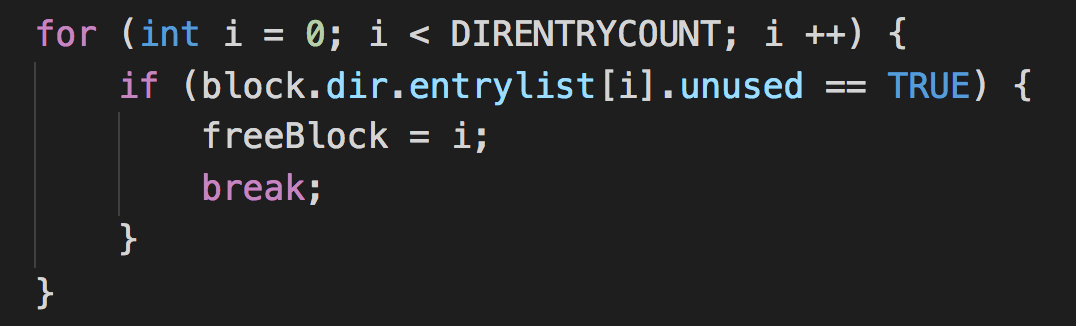 for (int i = 0; i < DIRENTRYCOUNT; i ++) {
    if (block.dir.entrylist[i].unused == TRUE) {
        freeBlock = i;
        break;
    }
}